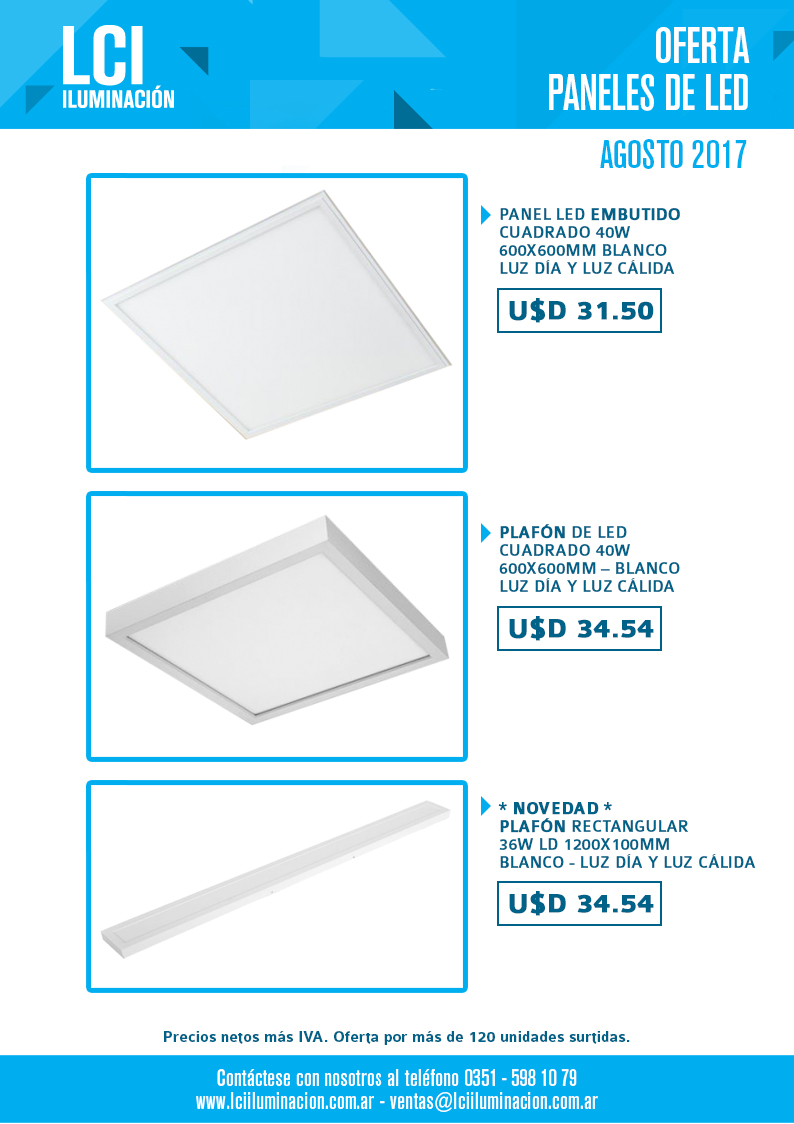 LCI
ILUMINACIÓN
OFERTA
PANELES DE LED
AGOSTO 2017
PANEL LED EMBUTIDO
CUADRADO 40W
600X600MM BLANCO
LUZ DÍA Y LUZ CÁLIDA
U$D 31.50
PLAFÓN DE LED
CUADRADO 40W
600X600MM – BLANCO
LUZ DÍA Y LUZ CÁLIDA
U$D 34.54
* NOVEDAD *
PLAFÓN RECTANGULAR
36W LD 1200X100MM
BLANCO - LUZ DÍA Y LUZ CÁLIDA
U$D 34.54
Precios netos más IVA. Oferta por más de 120 unidades surtidas.
Contáctese con nosotros al teléfono 0351 - 598 10 79
www.lciiluminacion.com.ar - ventas@lciiluminacion.com.ar